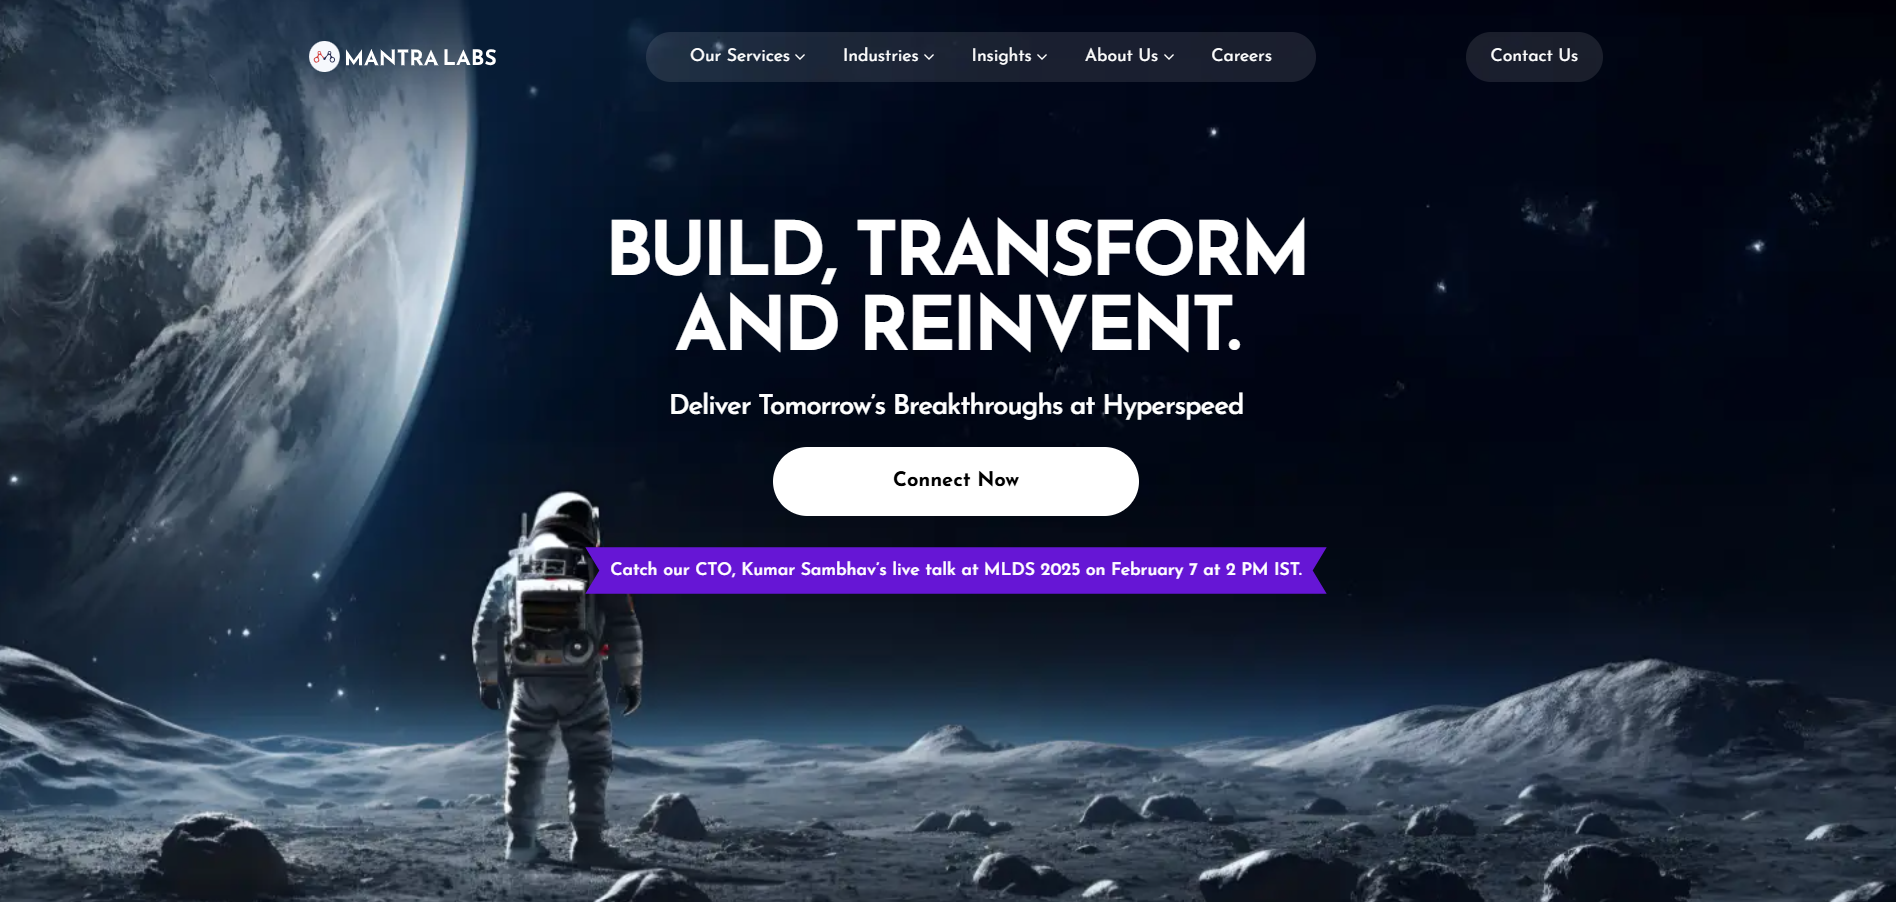 MANTRA LABS
Our Services
Industries
Insights
About Us
Careers
Contact Us
BUILD, TRANSFORM
AND REINVENT.
Deliver Tomorrow’s Breakthroughs at Hyperspeed
Connect Now
Catch our CTO, Kumar Sambhav’s live talk at MLDS 2025 on February 7 at 2 PM IST.